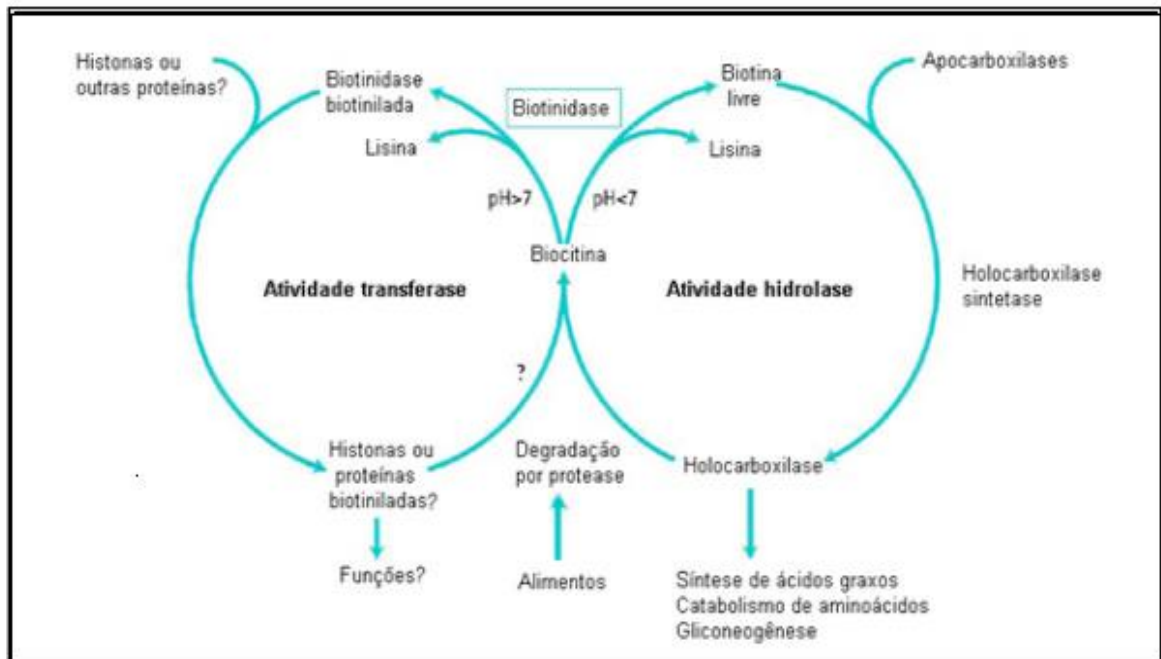 Histonas ou
outras proteínas?
Biotinidase
biotinilada
Lisina
Biotinidase
Biotina
livre
Lisina
Apocarboxilases
pH>7
pH<7
Biocitina
Atividade transferase
Atividade hidrolase
Holocarboxilase
sintetase
?
Histonas ou
proteínas
biotiniladas?
Degradação
por protease
Holocarboxilase
Funções?
Alimentos
Síntese de ácidos graxos
Catabolismo de aminoácidos
Gliconeogênese